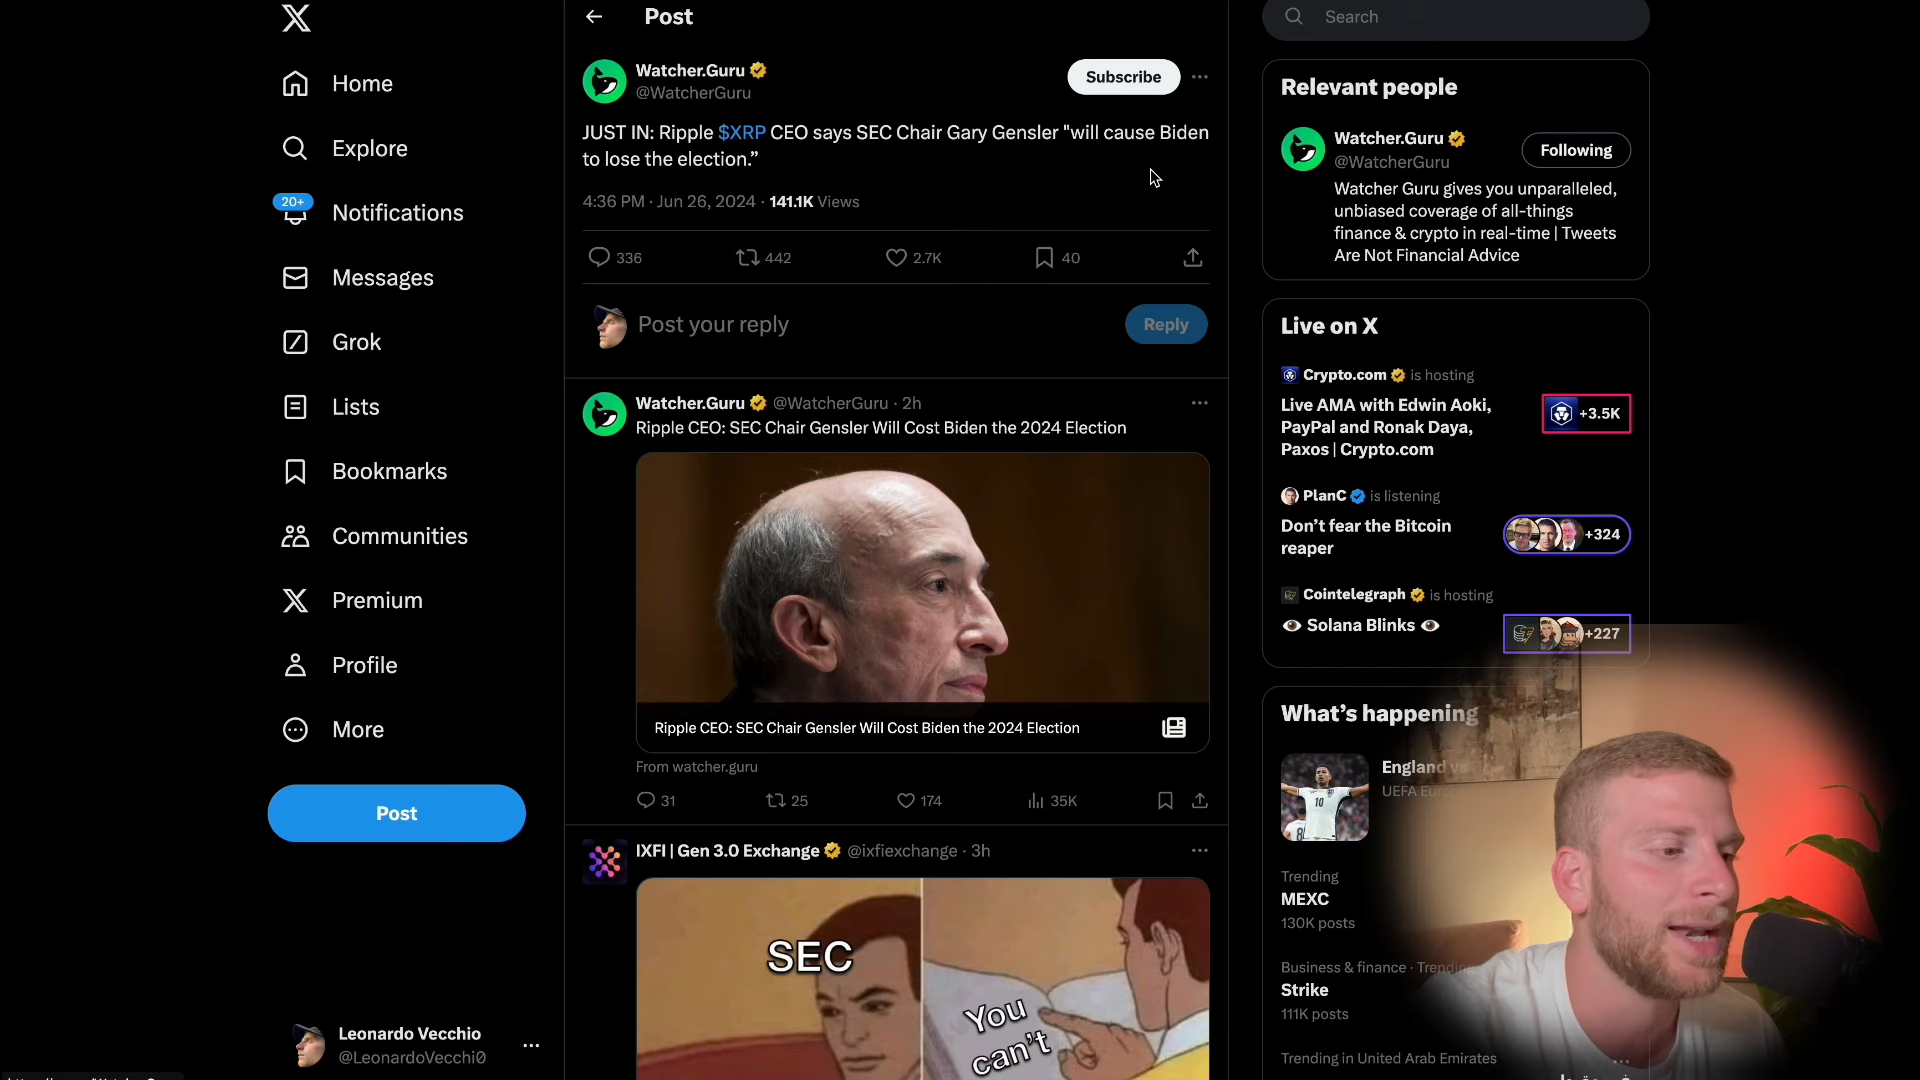 Home
Explore
20+
Notifications
Messages
Grok
Lists
Bookmarks
Communities
Premium
Profile
More
Post
Leonardo Vecchio
@LeonardoVecchi0
Post
Watcher.Guru
@WatcherGuru
Subscribe
JUST IN: Ripple $XRP CEO says SEC Chair Gary Gensler "will cause Biden
to lose the election.”
4:36 PM · Jun 26, 2024 · 141.1K Views
336
442
2.7K
40
Post your reply
Reply
Watcher.Guru @WatcherGuru · 2h
Ripple CEO: SEC Chair Gensler Will Cost Biden the 2024 Election
Ripple CEO: SEC Chair Gensler Will Cost Biden the 2024 Election
From watcher.guru
31
25
174
35K
IXFI | Gen 3.0 Exchange @ixfiexchange · 3h
SEC
You
can't
Search
Relevant people
Watcher.Guru
@WatcherGuru
Following
Watcher Guru gives you unparalleled,
unbiased coverage of all-things
finance & crypto in real-time | Tweets
Are Not Financial Advice
Live on X
Crypto.com is hosting
Live AMA with Edwin Aoki,
PayPal and Ronak Daya,
Paxos | Crypto.com
+3.5K
PlanC is listening
Don’t fear the Bitcoin
reaper
+324
Cointelegraph is hosting
Solana Blinks
+227
What’s happening
England vs
UEFA Euro
10
Trending
MEXC
130K posts
Business & finance · Trending
Strike
111K posts
Trending in United Arab Emirates